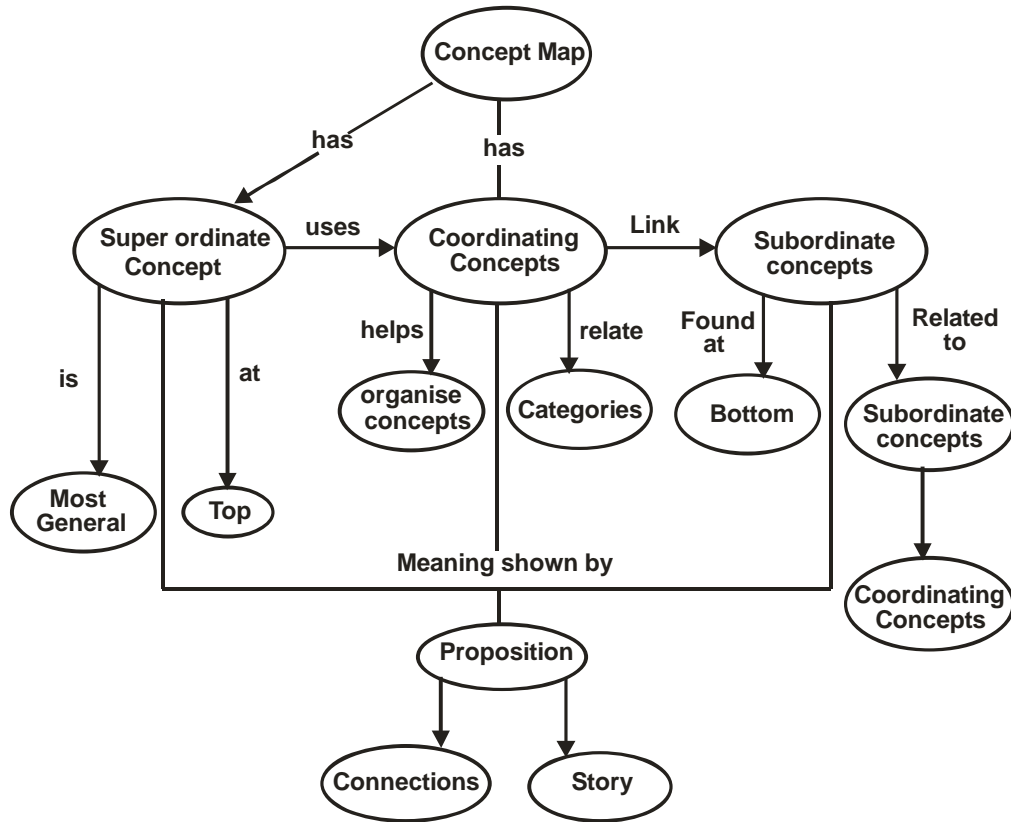 Concept Map
has
has
Super ordinate
Concept
uses
Coordinating
Concepts
Link
Subordinate
concepts
is
at
helps
relate
Found
at
Related
to
organise
concepts
Categories
Bottom
Subordinate
concepts
Most
General
Top
Meaning shown by
Coordinating
Concepts
Proposition
Connections
Story